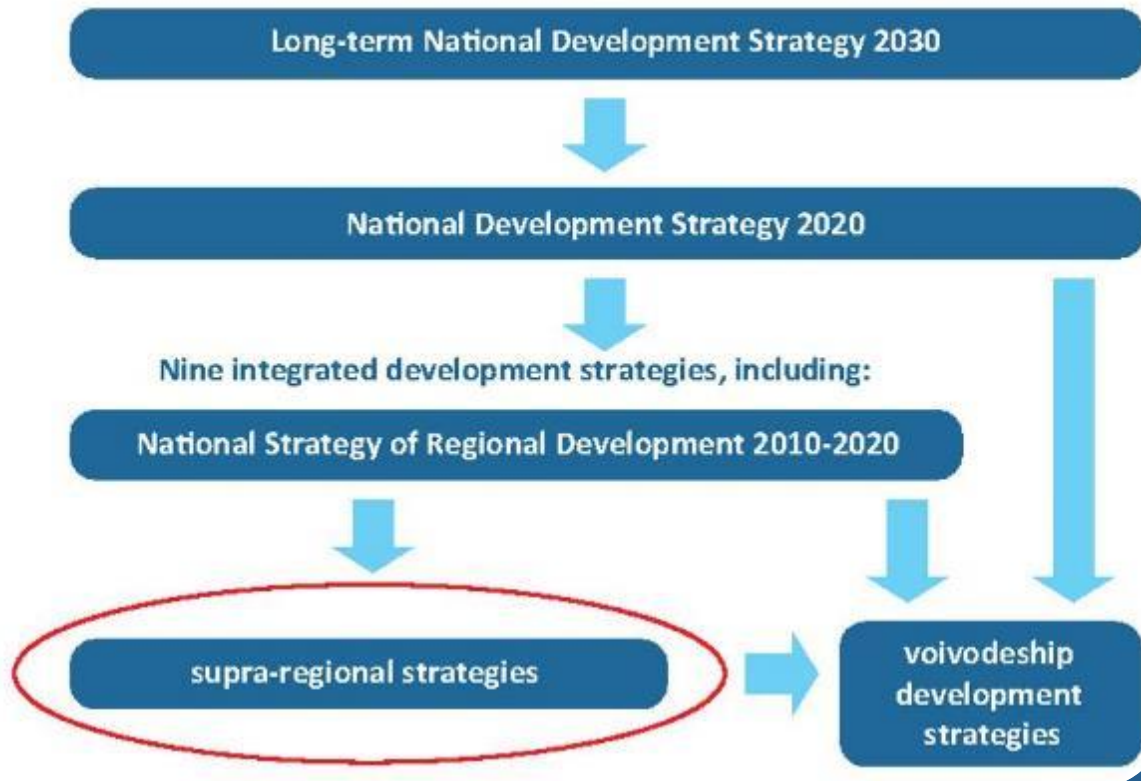 Long-term National Development Strategy 2030
National Development Strategy 2020
Nine integrated development strategies, including:
National Strategy of Regional Development 2010-2020
supra-regional strategies
voivodeship
development
strategies